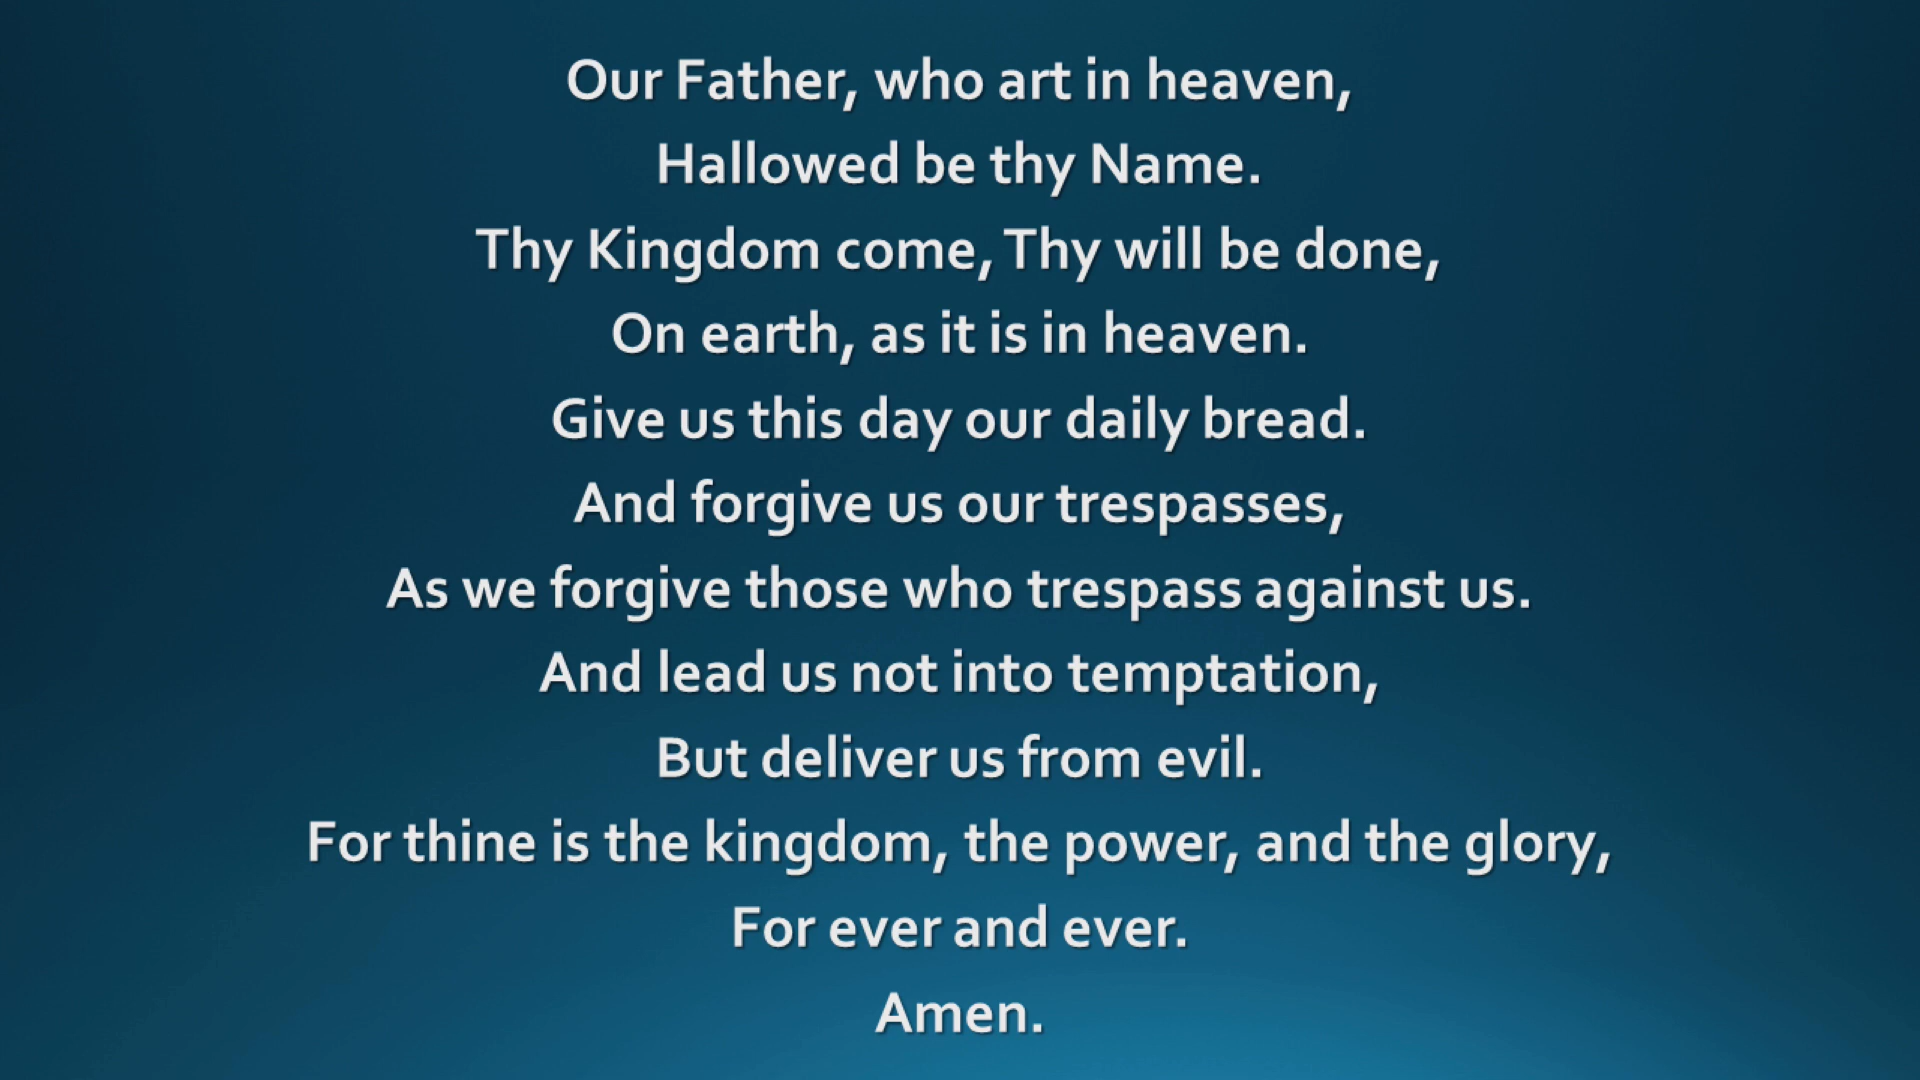 Our Father, who art in heaven,
Hallowed be thy Name.
Thy Kingdom come, Thy will be done,
On earth, as it is in heaven.
Give us this day our daily bread.
And forgive us our trespasses,
As we forgive those who trespass against us.
And lead us not into temptation,
But deliver us from evil.
For thine is the kingdom, the power, and the glory,
For ever and ever.
Amen.